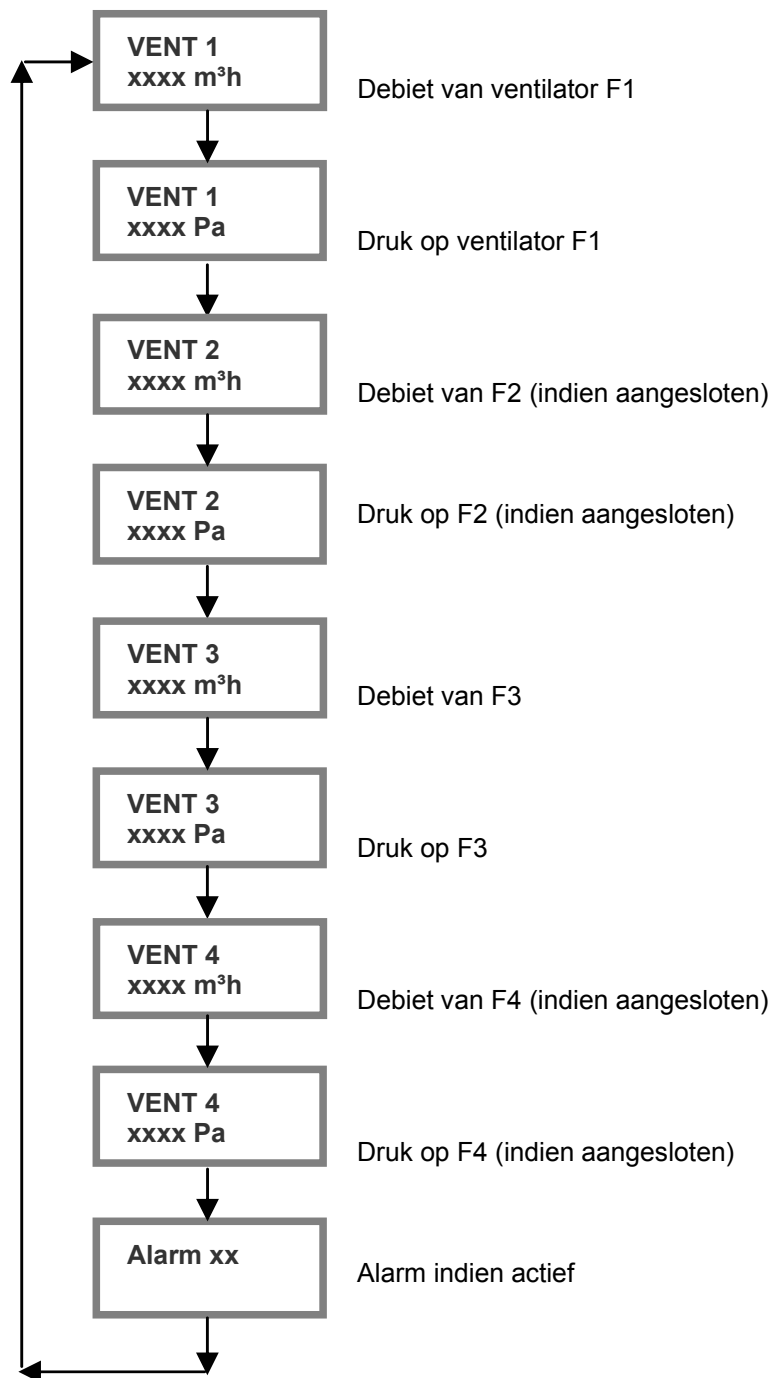 VENT 1
xxxx m³h
Debiet van ventilator F1
VENT 1
xxxx Pa
Druk op ventilator F1
VENT 2
xxxx m³h
Debiet van F2 (indien aangesloten)
VENT 2
xxxx Pa
Druk op F2 (indien aangesloten)
VENT 3
xxxx m³h
Debiet van F3
VENT 3
xxxx Pa
Druk op F3
VENT 4
xxxx m³h
Debiet van F4 (indien aangesloten)
VENT 4
xxxx Pa
Druk op F4 (indien aangesloten)
Alarm xx
Alarm indien actief